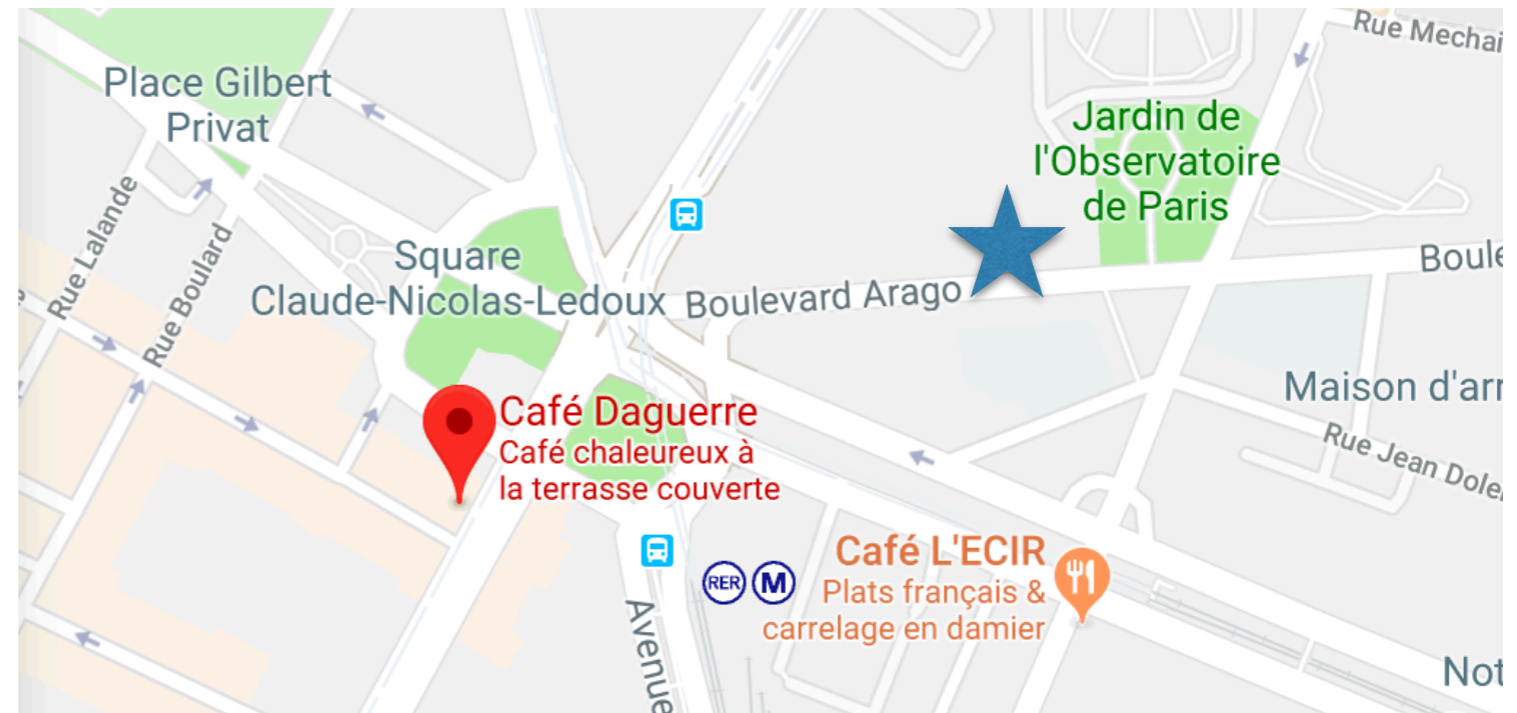 Rue Mechai
Place Gilbert
Privat
Jardin de
l'Observatoire
de Paris
Rue Lalande
Rue Boulard
Square
Claude-Nicolas-Ledoux
Boulevard Arago
Boule
Maison d'arr
Café Daguerre
Café chaleureux à
la terrasse couverte
Rue Jean Dole
RER
M
Café L'ECIR
Plats français &
carrelage en damier
Avenue
Not